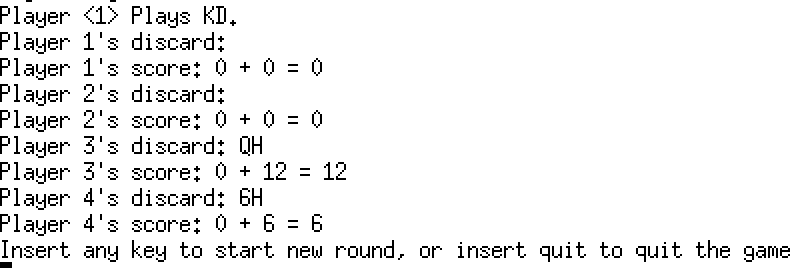 Player <1> Plays KD.
Player 1's discard:
Player 1's score: 0 + 0 = 0
Player 2's discard:
Player 2's score: 0 + 0 = 0
Player 3's discard: QH
Player 3's score: 0 + 12 = 12
Player 4's discard: 6H
Player 4's score: 0 + 6 = 6
Insert any key to start new round, or insert quit to quit the game